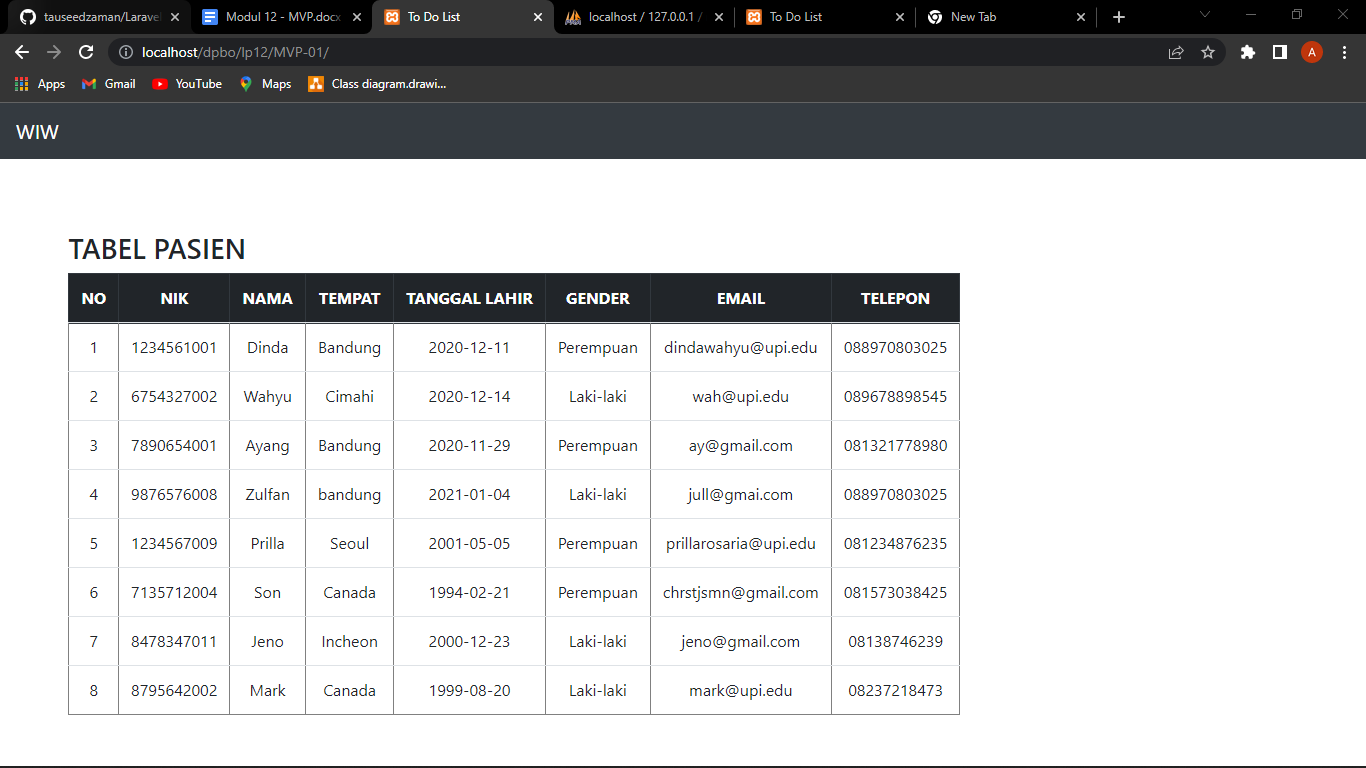 tauseedzaman/Laravel
Modul 12 - MVP.docx
To Do List
localhost / 127.0.0.1 /
To Do List
New Tab
localhost/dpbo/lp12/MVP-01/
A
Apps
Gmail
YouTube
Maps
Class diagram.drawi...
WIW
TABEL PASIEN
NO NIK NAMA TEMPAT TANGGAL LAHIR GENDER EMAIL TELEPON
1 1234561001 Dinda Bandung 2020-12-11 Perempuan dindawahyu@upi.edu 088970803025
2 6754327002 Wahyu Cimahi 2020-12-14 Laki-laki wah@upi.edu 089678898545
3 7890654001 Ayang Bandung 2020-11-29 Perempuan ay@gmail.com 081321778980
4 9876576008 Zulfan bandung 2021-01-04 Laki-laki jull@gmai.com 088970803025
5 1234567009 Prilla Seoul 2001-05-05 Perempuan prillarosaria@upi.edu 081234876235
6 7135712004 Son Canada 1994-02-21 Perempuan chrstjsmn@gmail.com 081573038425
7 8478347011 Jeno Incheon 2000-12-23 Laki-laki jeno@gmail.com 08138746239
8 8795642002 Mark Canada 1999-08-20 Laki-laki mark@upi.edu 08237218473